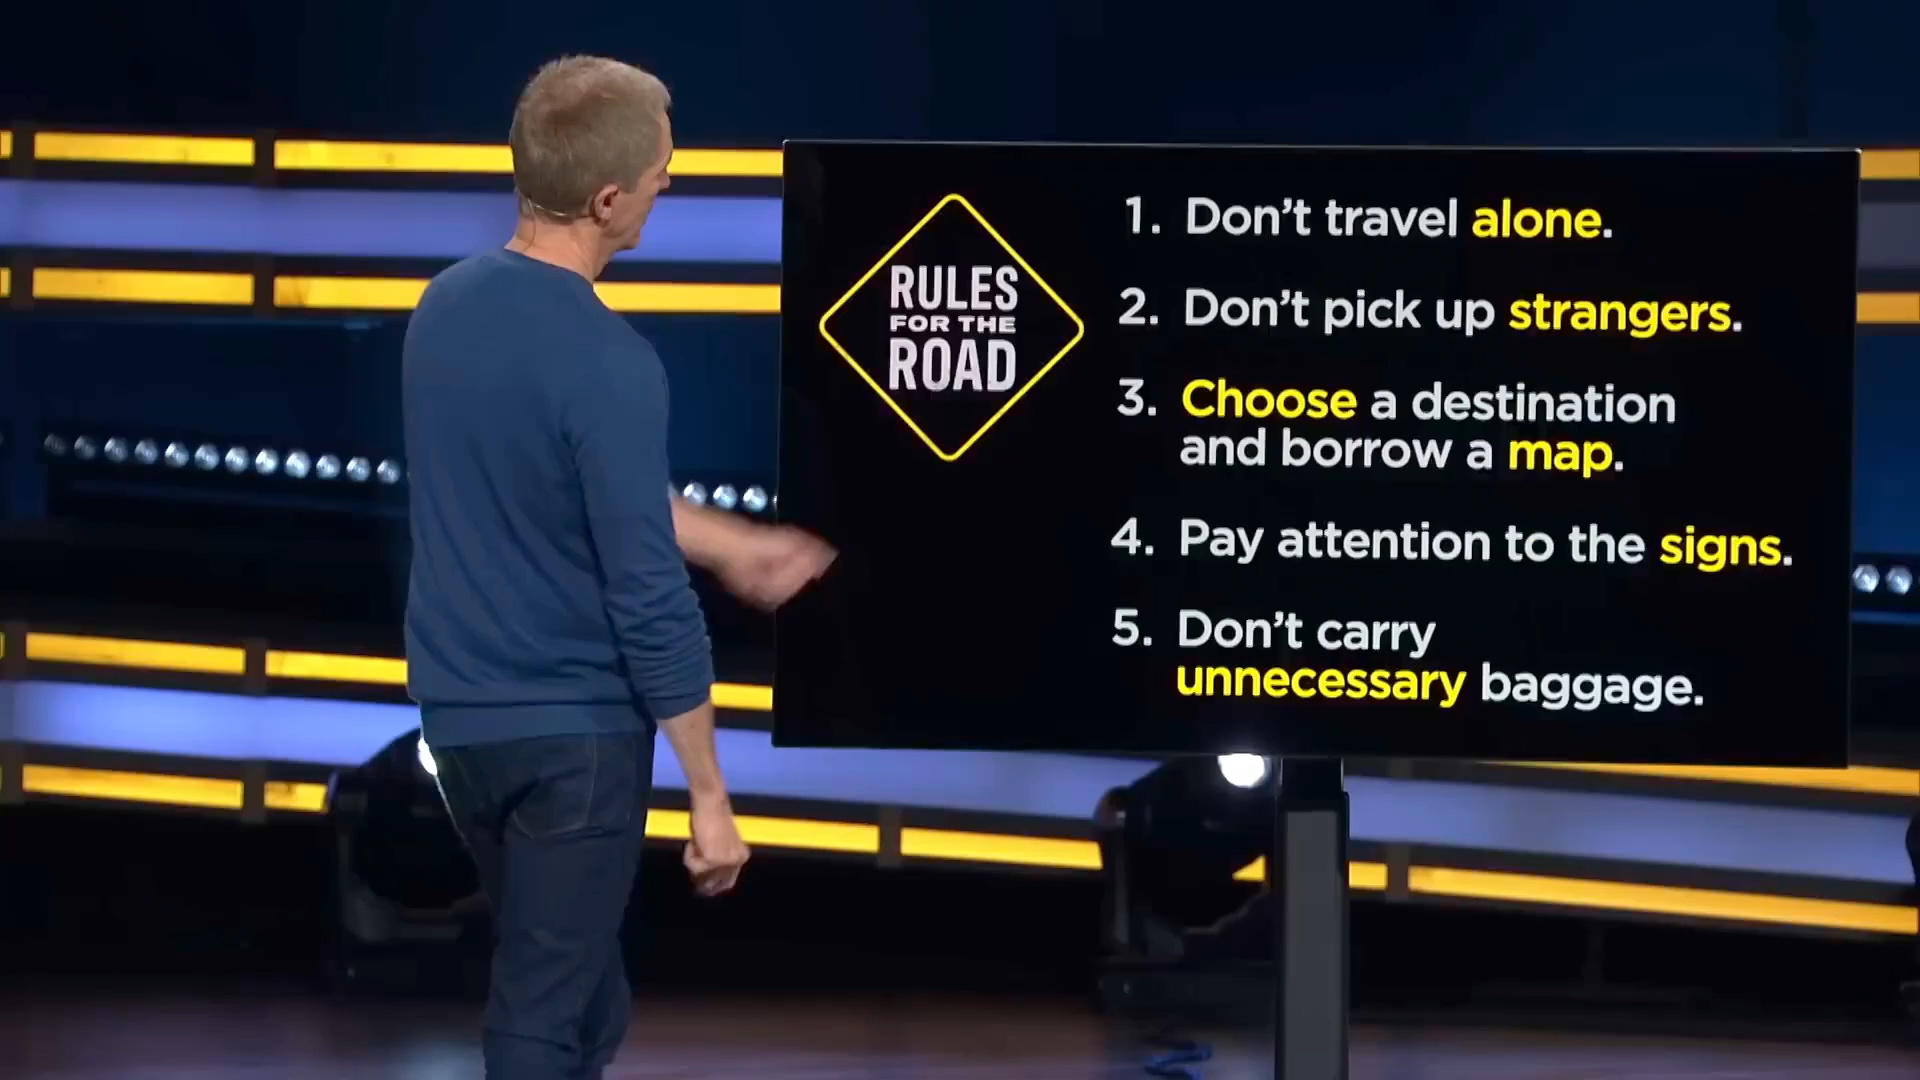 RULES
FOR THE
ROAD
1. Don't travel alone.
2. Don't pick up strangers.
3. Choose a destination
and borrow a map.
4. Pay attention to the signs.
5. Don't carry
unnecessary baggage.